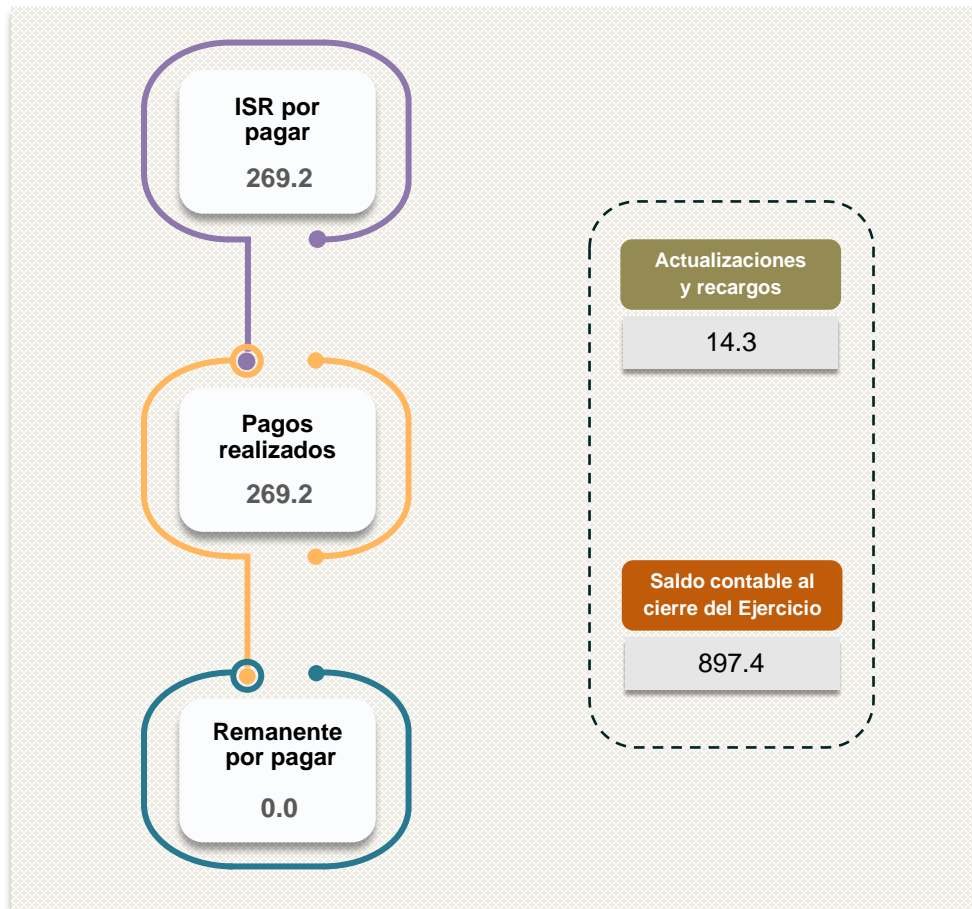 ISR por
pagar
269.2
Pagos
realizados
269.2
Remanente
por pagar
0.0
Actualizaciones
y recargos
14.3
Saldo contable al
cierre del Ejercicio
897.4